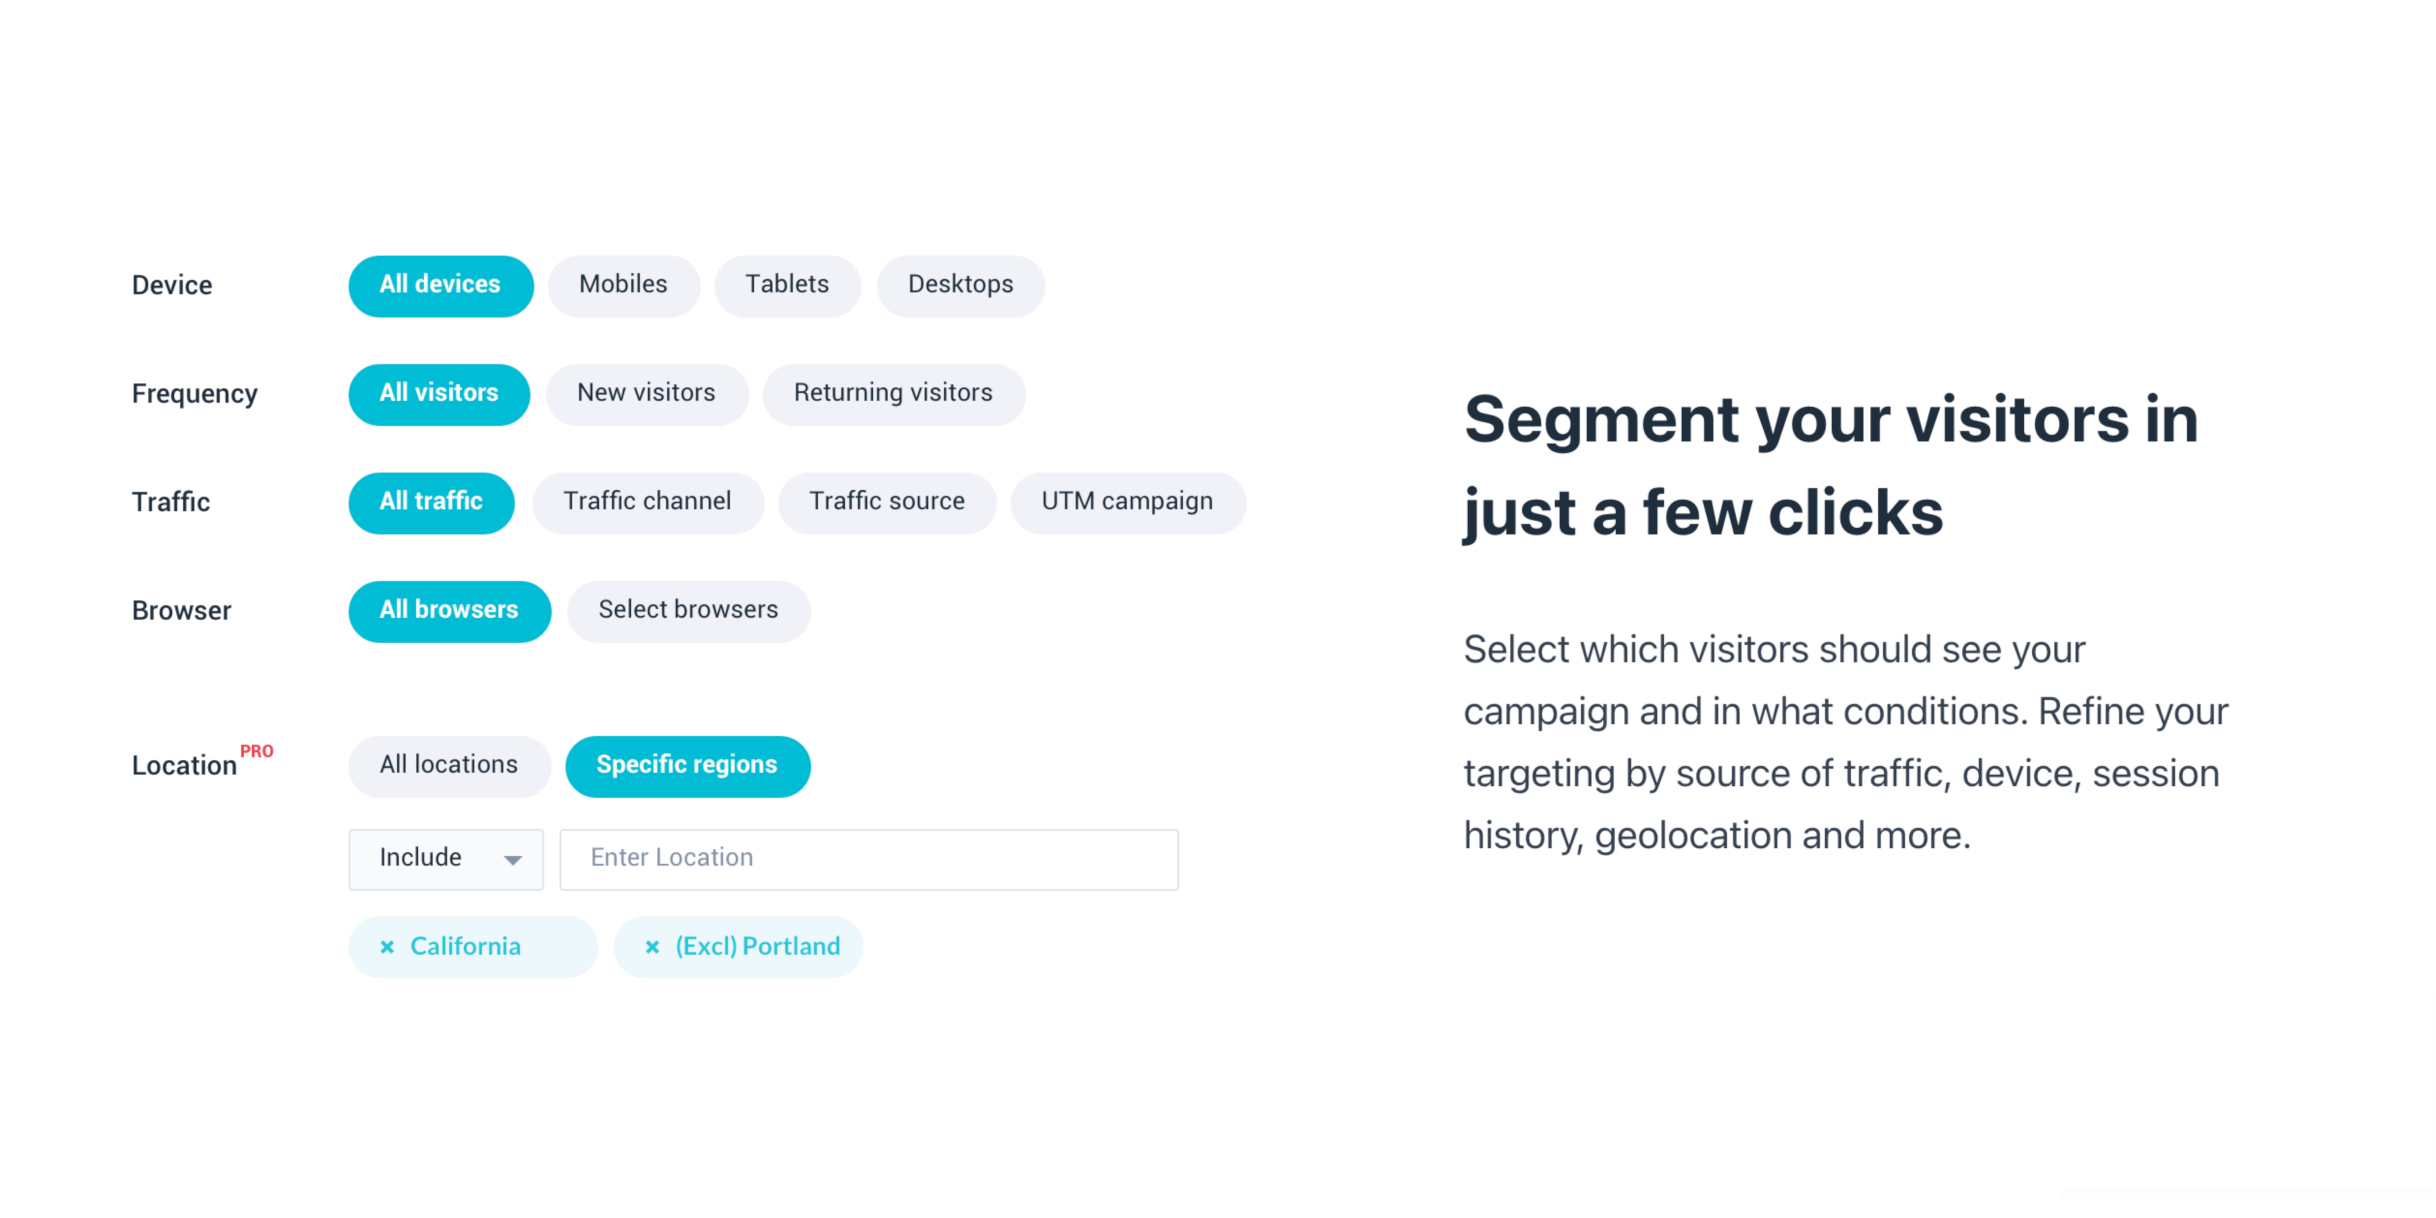 Device All devices Mobiles Tablets Desktops
Frequency All visitors New visitors Returning visitors
Traffic All traffic Traffic channel Traffic source UTM campaign
Browser All browsers Select browsers
Location PRO All locations Specific regions
Include Enter Location
× California × (Excl) Portland
Segment your visitors in
just a few clicks
Select which visitors should see your
campaign and in what conditions. Refine your
targeting by source of traffic, device, session
history, geolocation and more.